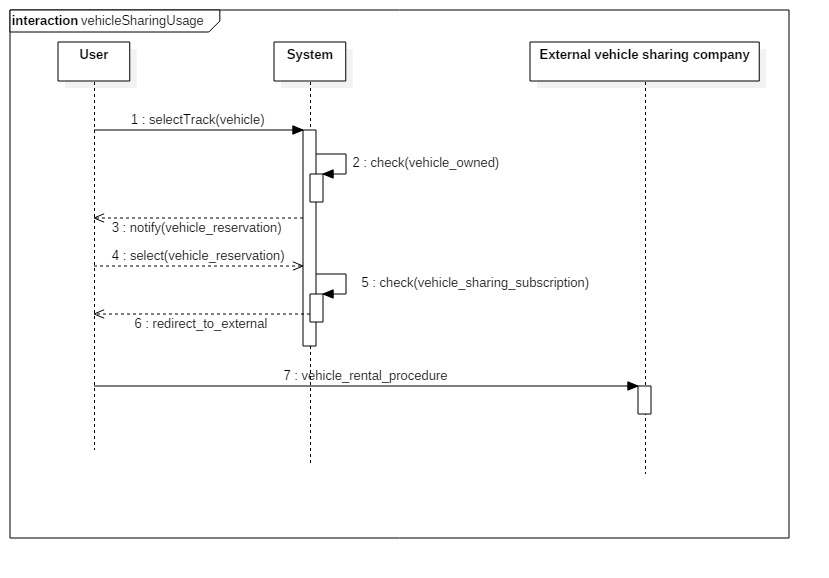 interaction vehicleSharingUsage
User
System
External vehicle sharing company
1 : selectTrack(vehicle)
2 : check(vehicle_owned)
3 : notify(vehicle_reservation)
4 : select(vehicle_reservation)
5 : check(vehicle_sharing_subscription)
6 : redirect_to_external
7 : vehicle_rental_procedure